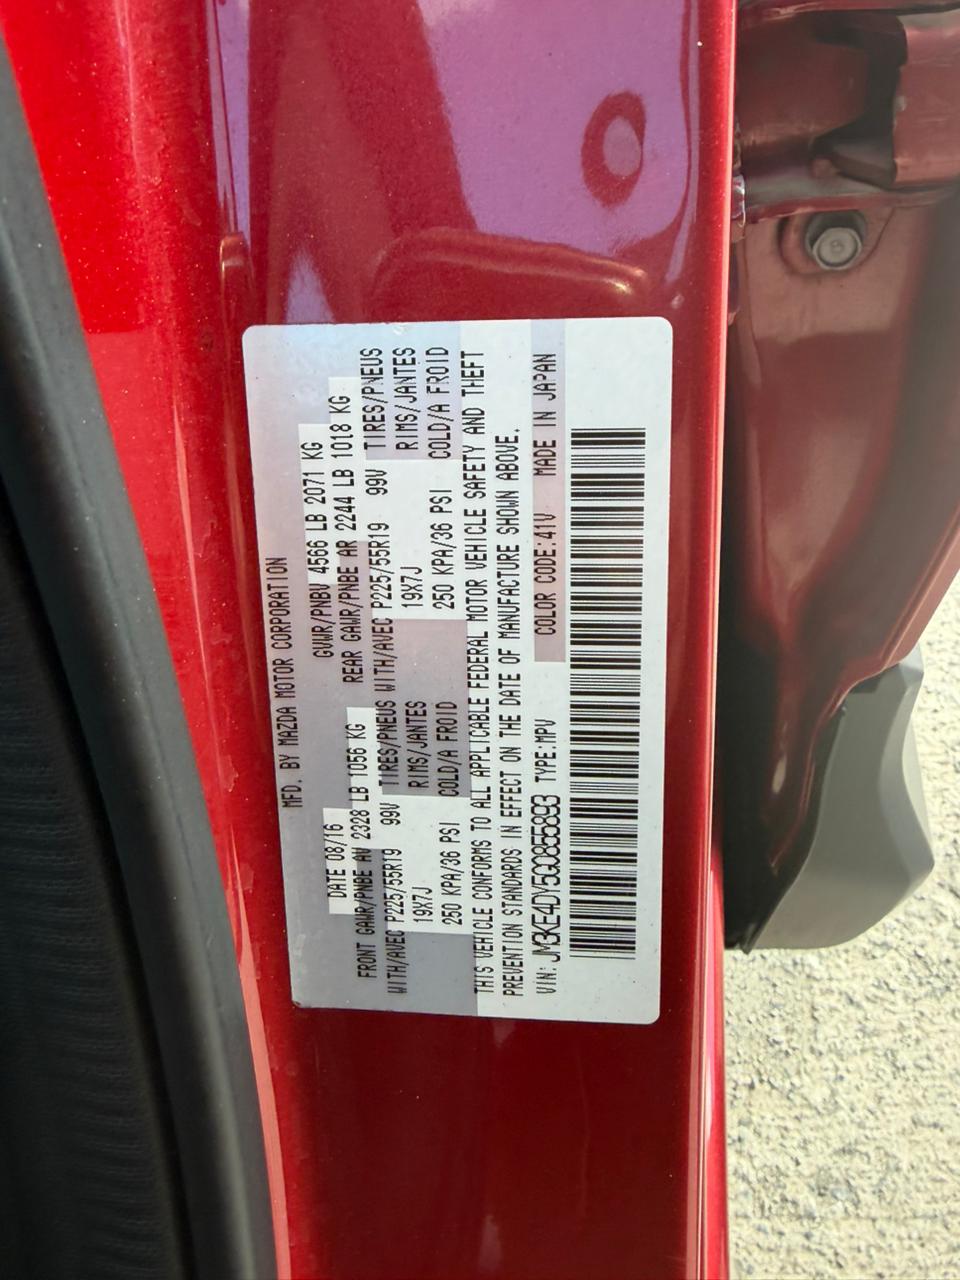 MFD. BY MAZDA MOTOR CORPORATION
DATE 08/16 GVWR/PNBV 4566 LB 2071 KG
FRONT GAWR/PNBE AV 2328 LB 1056 KG REAR GAWR/PNBE AR 2244 LB 1018 KG
WITH/AVEC P225/55R19 99V TIRES/PNEUS WITH/AVEC P225/55R19 99V TIRES/PNEUS
19X7J RIMS/JANTES 19X7J RIMS/JANTES
250 KPA/36 PSI COLD/A FROID 250 KPA/36 PSI COLD/A FROID
THIS VEHICLE CONFORMS TO ALL APPLICABLE FEDERAL MOTOR VEHICLE SAFETY AND THEFT
PREVENTION STANDARDS IN EFFECT ON THE DATE OF MANUFACTURE SHOWN ABOVE.
VIN: JM3KE4DY5G0855893 TYPE:MPV COLOR CODE:41V MADE IN JAPAN